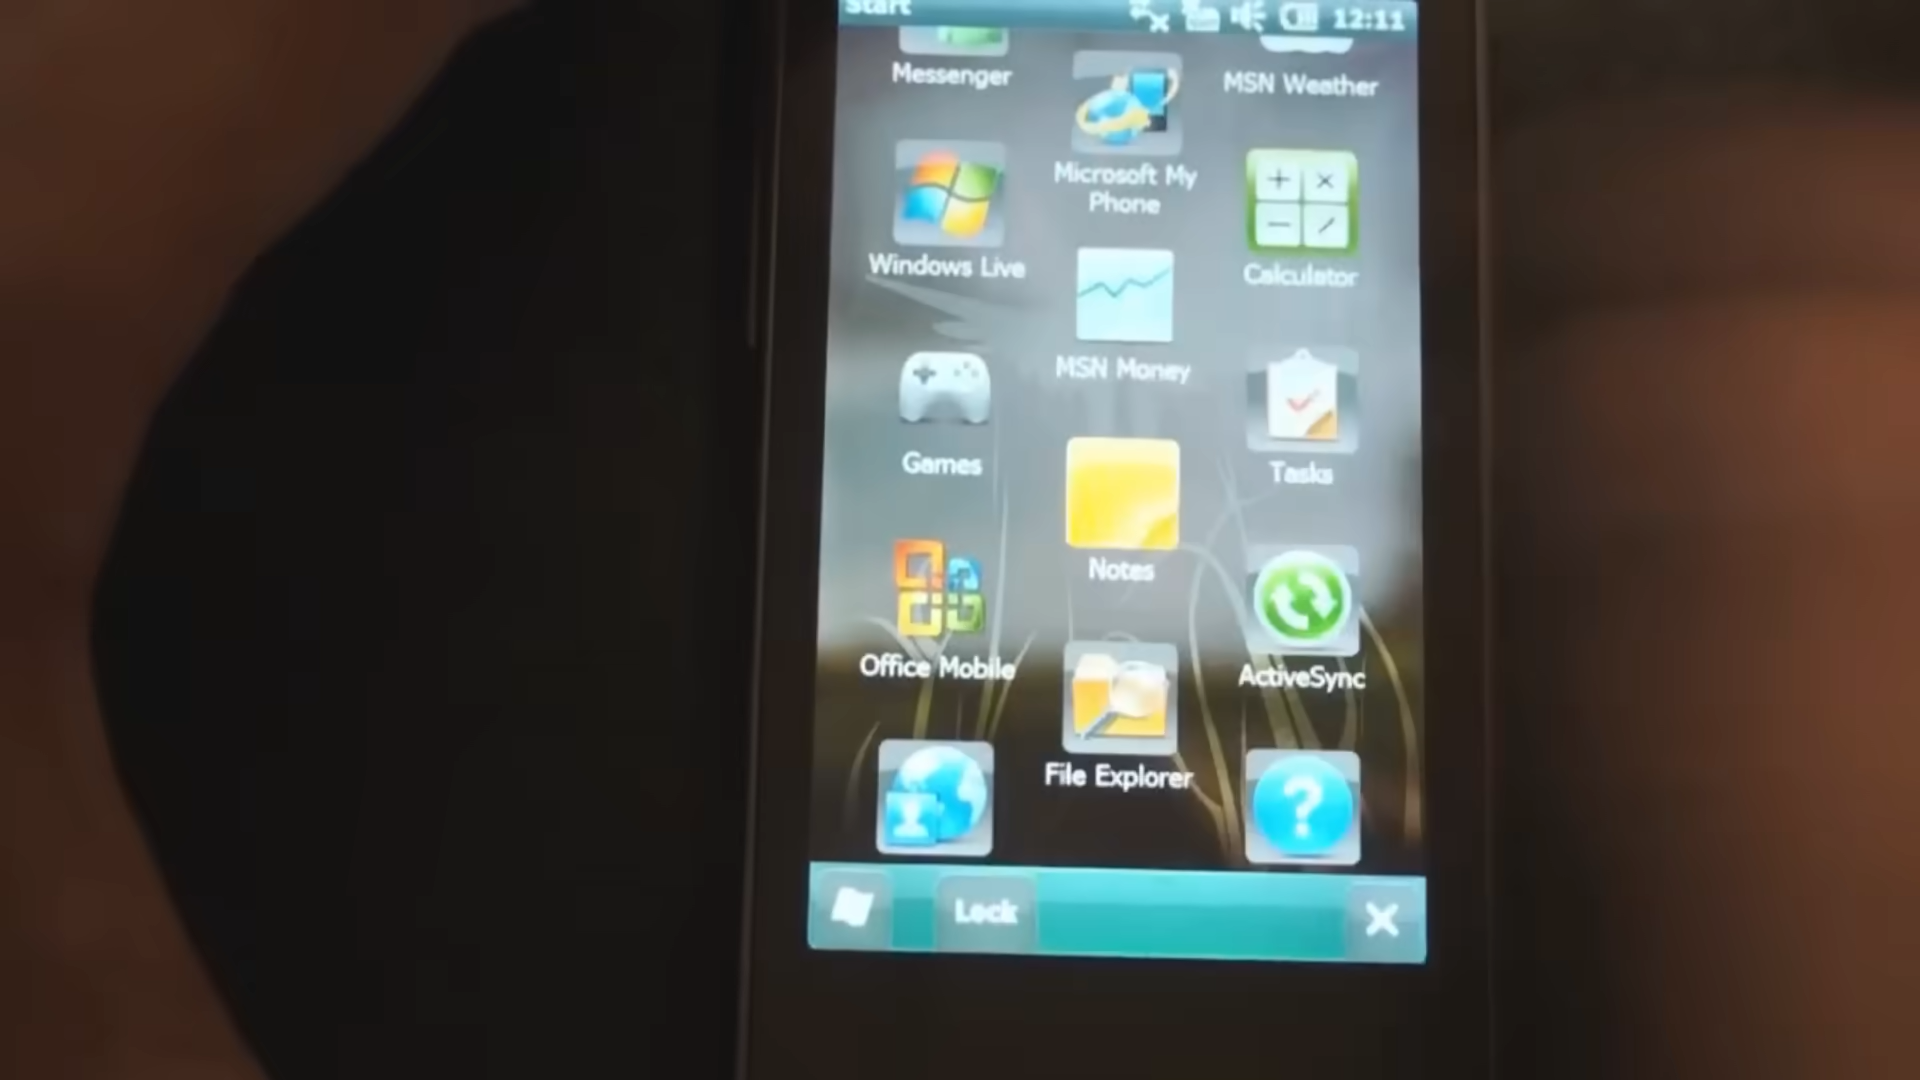 Start
12:11
Messenger
MSN Weather
Microsoft My
Phone
Windows Live
Calculator
MSN Money
Games
Tasks
Notes
Office Mobile
ActiveSync
File Explorer
Lock